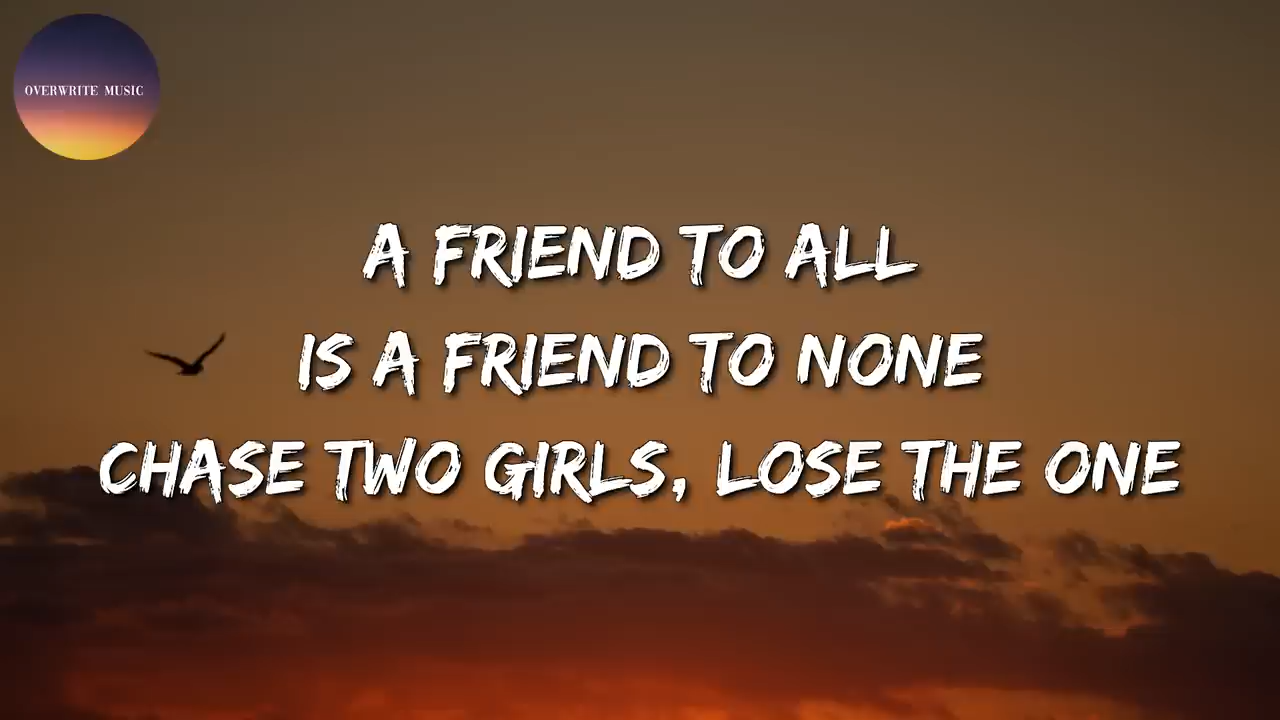 OVERWRITE MUSIC
A FRIEND TO ALL
IS A FRIEND TO NONE
CHASE TWO GIRLS, LOSE THE ONE